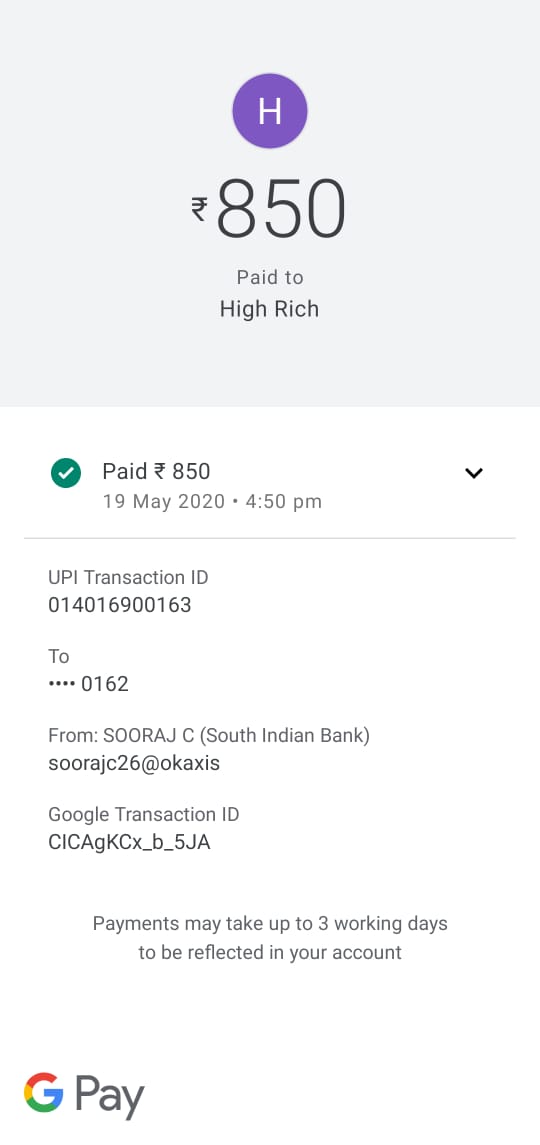 H
₹850
Paid to
High Rich
Paid ₹ 850
19 May 2020 • 4:50 pm
UPI Transaction ID
014016900163
To
•••• 0162
From: SOORAJ C (South Indian Bank)
soorajc26@okaxis
Google Transaction ID
CICAgKCx_b_5JA
Payments may take up to 3 working days
to be reflected in your account
G Pay